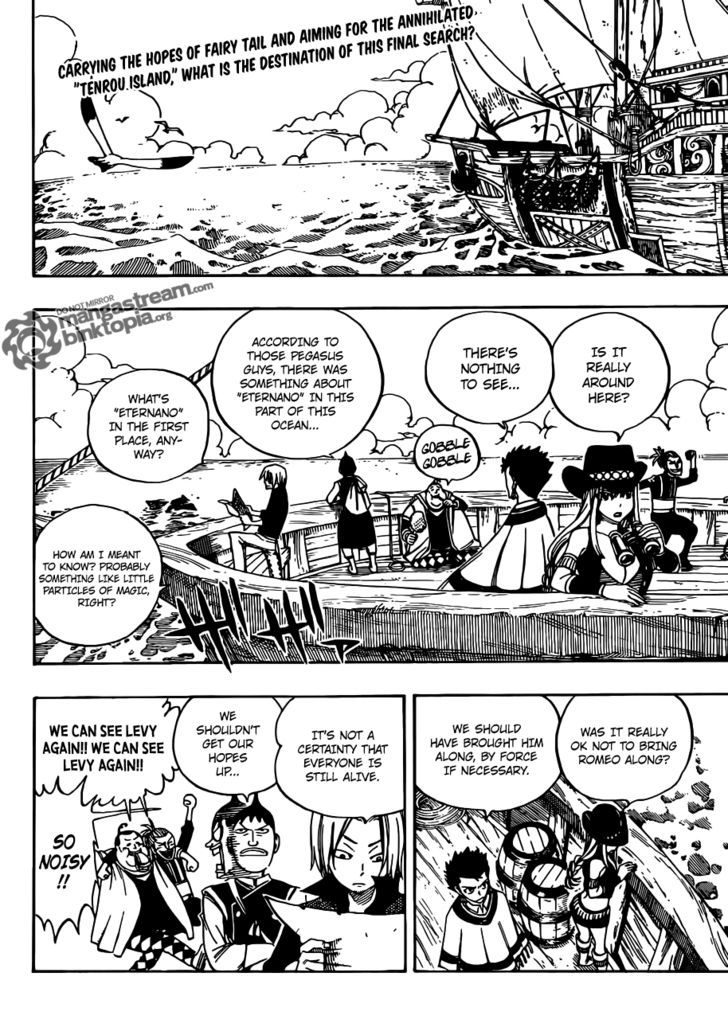 CARRYING THE HOPES OF FAIRY TAIL AND AIMING FOR THE ANNIHILATED
"TENROU ISLAND," WHAT IS THE DESTINATION OF THIS FINAL SEARCH?
DO NOT MIRROR
mangastream.com
binktopia.org
IS IT
REALLY
AROUND
HERE?
THERE'S
NOTHING
TO SEE...
ACCORDING
TO THOSE
PEGASUS
GUYS, THERE WAS
SOMETHING ABOUT
"ETERNANO" IN THIS
PART OF THIS
OCEAN...
GOBBLE
GOBBLE
WHAT'S
"ETERNANO"
IN THE FIRST
PLACE, ANY-
WAY?
HOW AM I MEANT
TO KNOW? PROBABLY
SOMETHING LIKE LITTLE
PARTICLES OF MAGIC,
RIGHT?
WAS IT REALLY
OK NOT TO BRING
ROMEO ALONG?
WE SHOULD
HAVE BROUGHT HIM
ALONG, BY FORCE
IF NECESSARY.
IT'S NOT A
CERTAINTY THAT
EVERYONE IS
STILL ALIVE.
WE
SHOULDN'T
GET OUR
HOPES
UP...
WE CAN SEE LEVY
AGAIN!! WE CAN SEE
LEVY AGAIN!!
SO
NOISY
!!